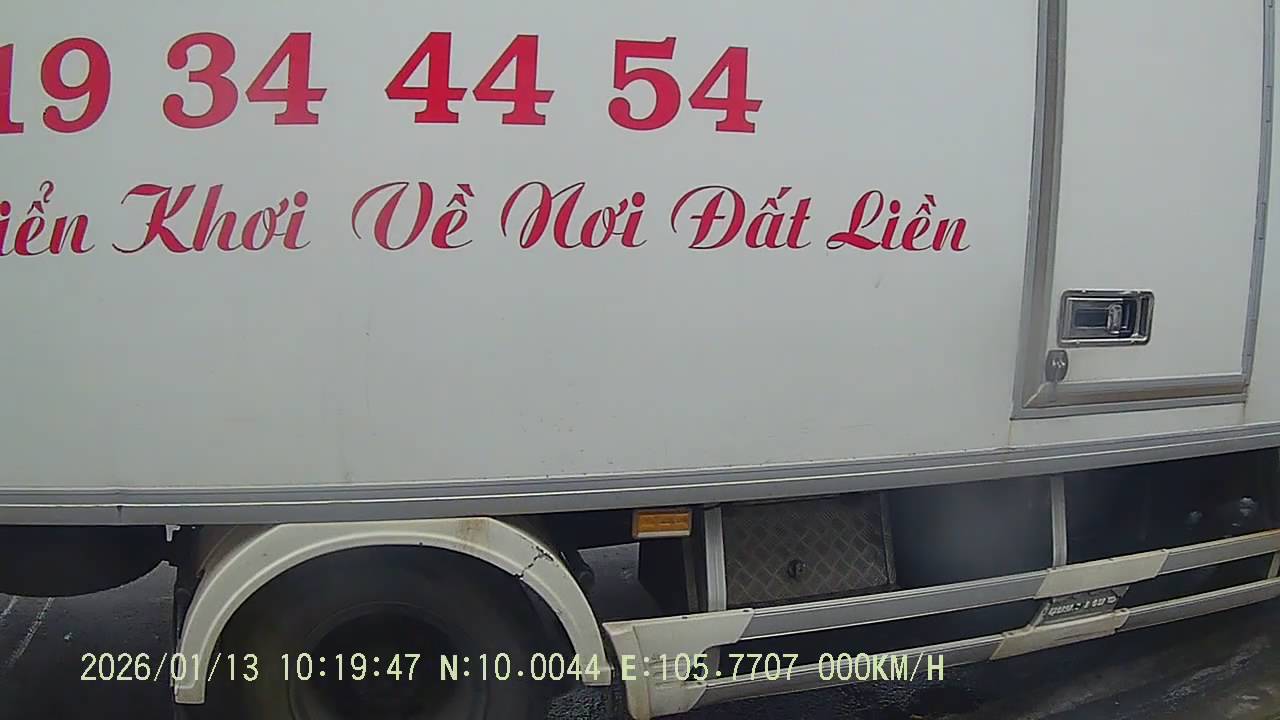 19 34 44 54
iển Khơi Về Nơi Đất Liền
2026/01/13 10:19:47 N:10.0044 E:105.7707 000KM/H